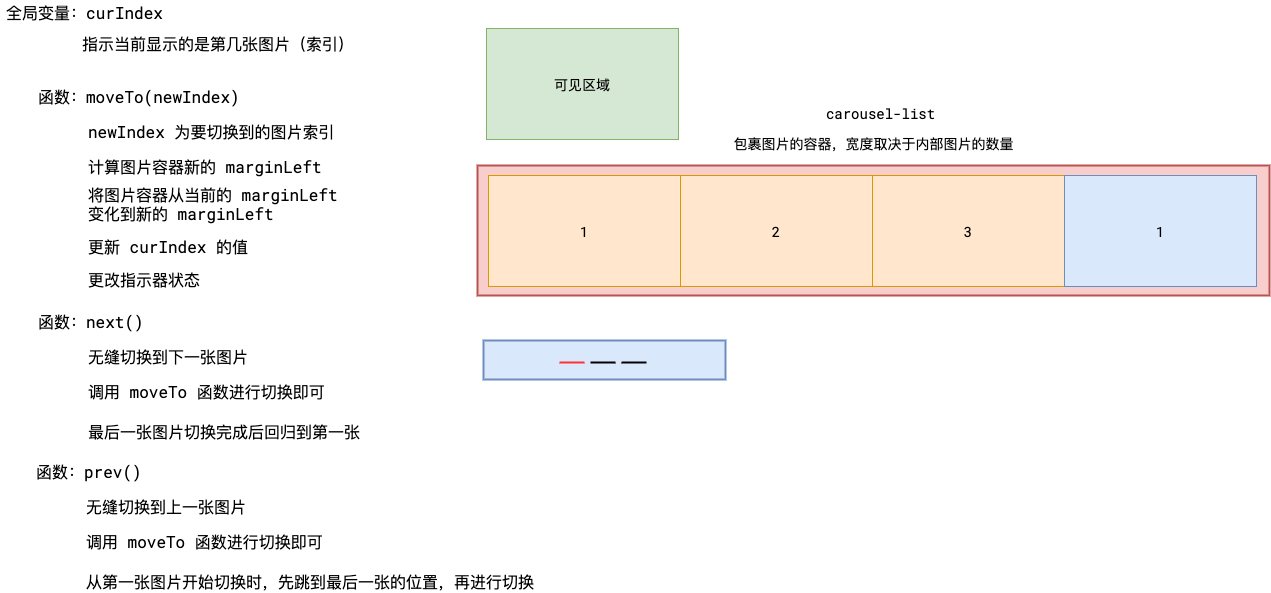 全局变量：curIndex
指示当前显示的是第几张图片（索引）
函数：moveTo(newIndex)
newIndex 为要切换到的图片索引
计算图片容器新的 marginLeft
将图片容器从当前的 marginLeft
变化到新的 marginLeft
更新 curIndex 的值
更改指示器状态
函数：next()
无缝切换到下一张图片
调用 moveTo 函数进行切换即可
最后一张图片切换完成后回归到第一张
函数：prev()
无缝切换到上一张图片
调用 moveTo 函数进行切换即可
从第一张图片开始切换时，先跳到最后一张的位置，再进行切换
可见区域
carousel-list
包裹图片的容器，宽度取决于内部图片的数量
1
2
3
1